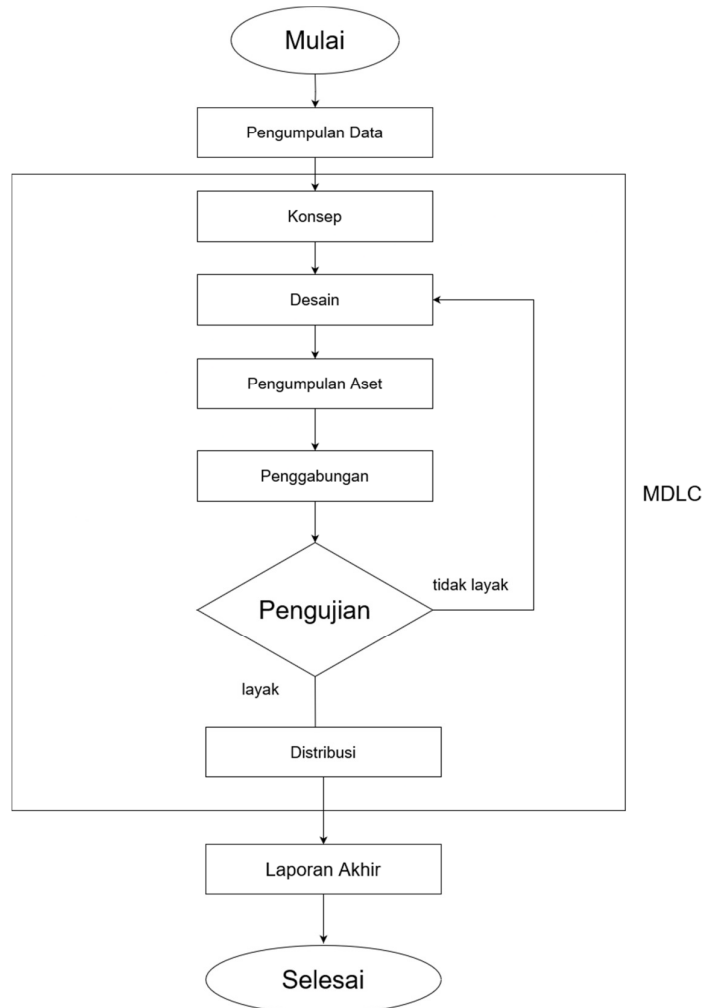 Mulai
Pengumpulan Data
Konsep
Desain
Pengumpulan Aset
Penggabungan
MDLC
tidak layak
Pengujian
layak
Distribusi
Laporan Akhir
Selesai